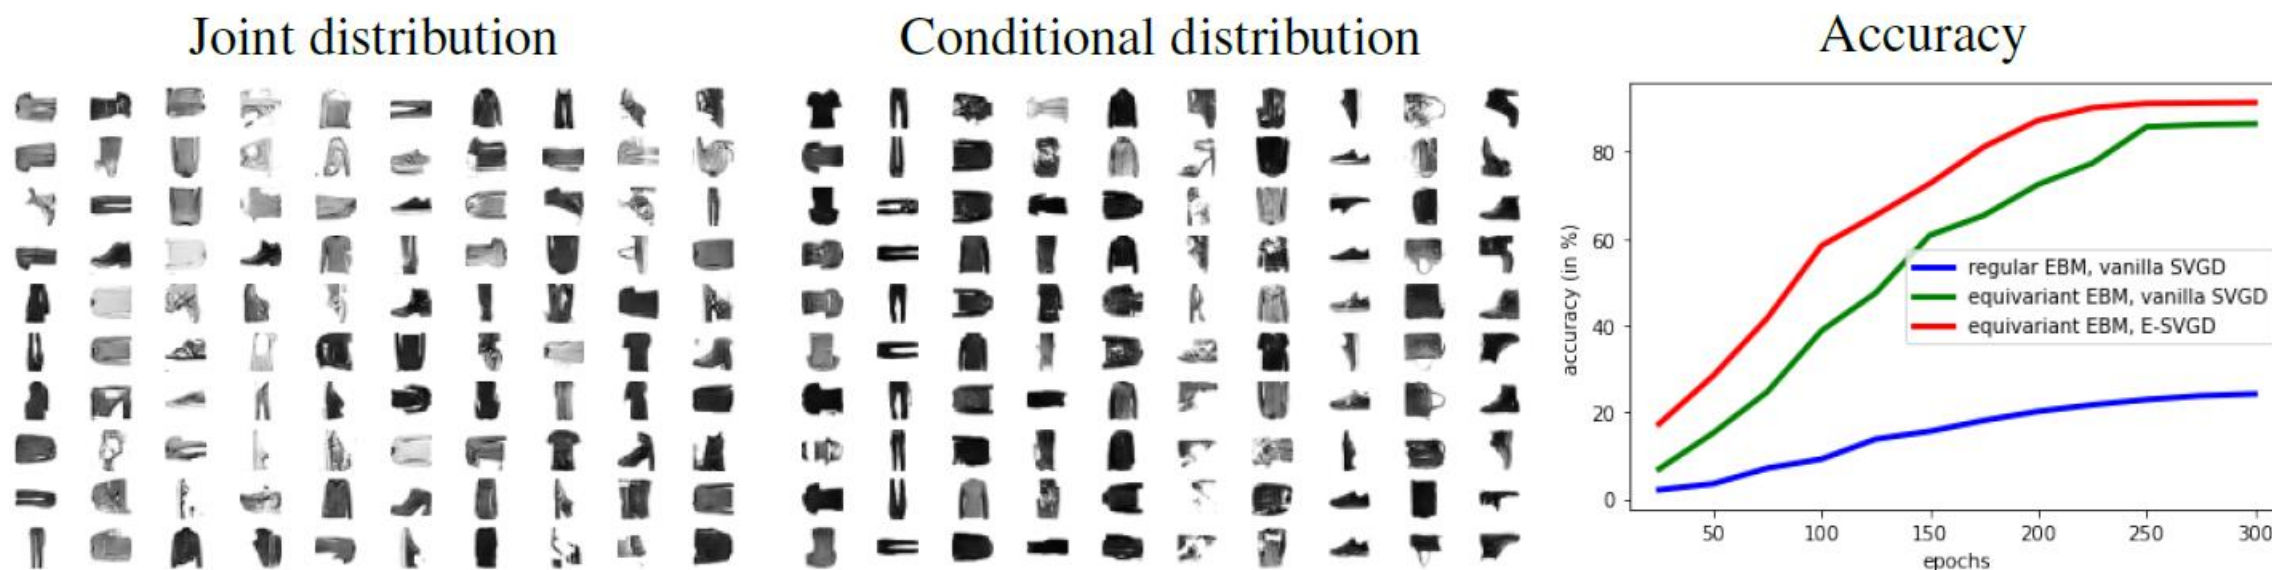 Joint distribution
Conditional distribution
Accuracy
accuracy (in %)
80
60
40
20
0
regular EBM, vanilla SVGD
equivariant EBM, vanilla SVGD
equivariant EBM, E-SVGD
50 100 150 200 250 300
epochs